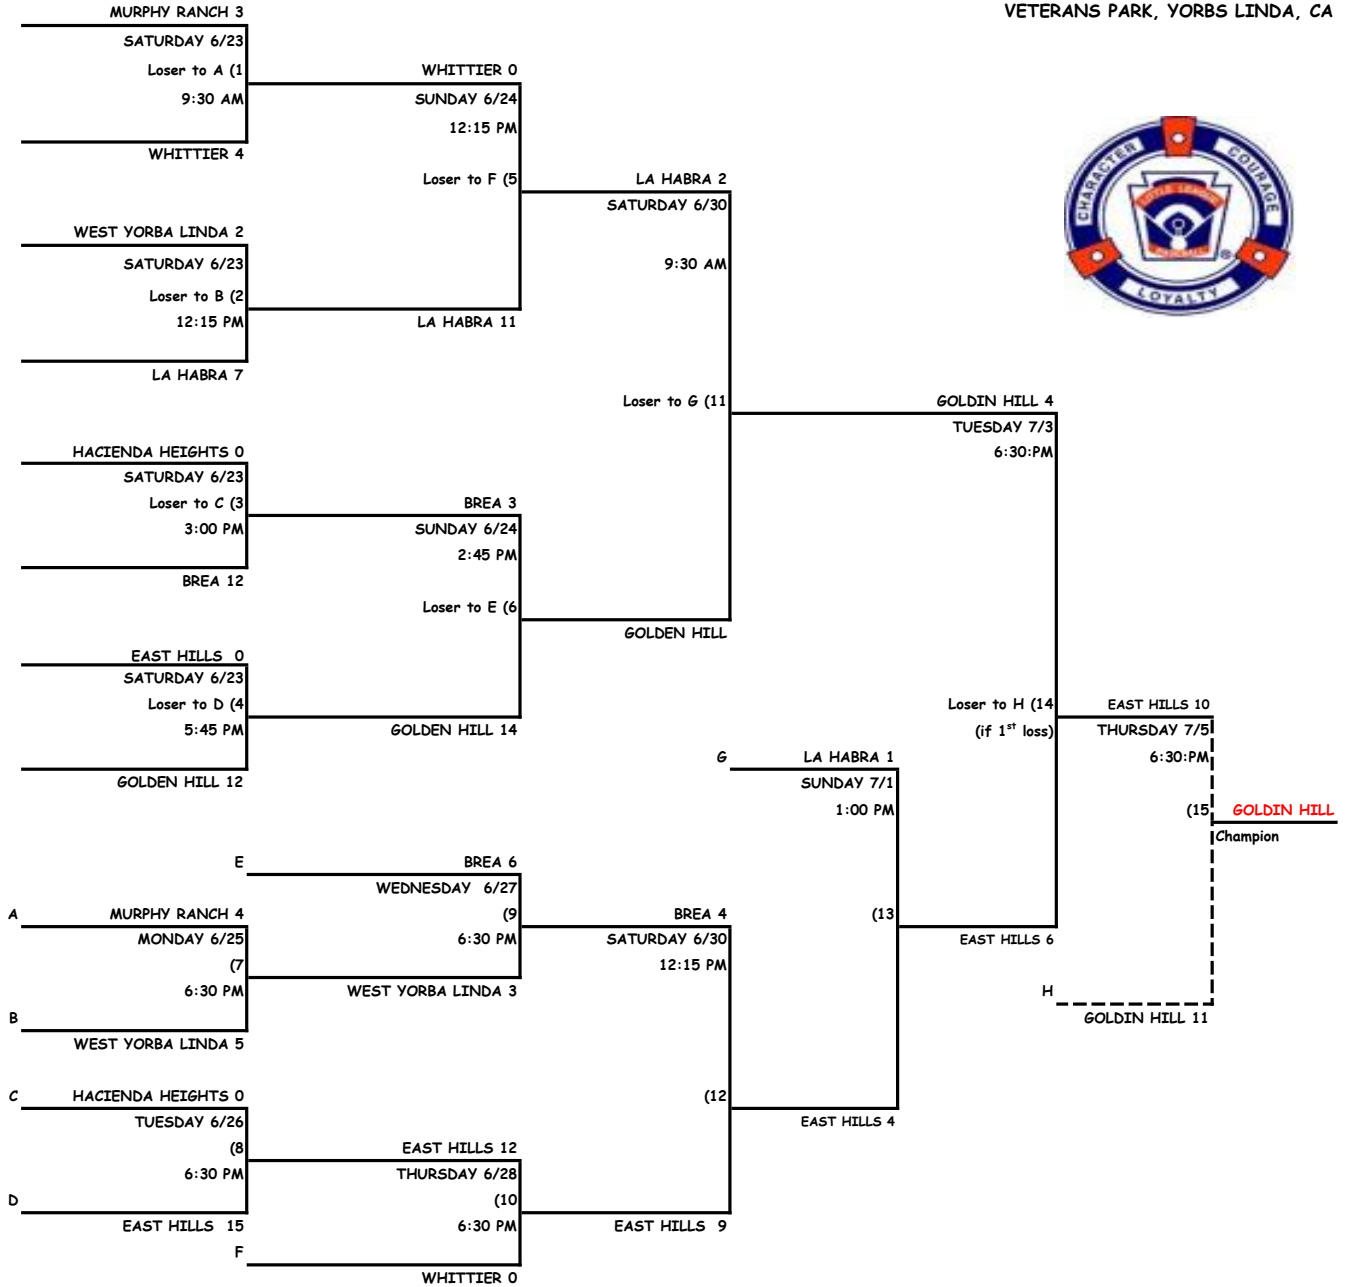 VETERANS PARK, YORBS LINDA, CA
MURPHY RANCH 3
SATURDAY 6/23
Loser to A (1
9:30 AM
WHITTIER 4
WHITTIER 0
SUNDAY 6/24
12:15 PM
Loser to F (5
LA HABRA 11
WEST YORBA LINDA 2
SATURDAY 6/23
Loser to B (2
12:15 PM
LA HABRA 7
LA HABRA 2
SATURDAY 6/30
9:30 AM
Loser to G (11
GOLDEN HILL
CHARACTER
COURAGE
LOYALTY
LITTLE LEAGUE
®
HACIENDA HEIGHTS 0
SATURDAY 6/23
Loser to C (3
3:00 PM
BREA 12
BREA 3
SUNDAY 6/24
2:45 PM
Loser to E (6
GOLDEN HILL 14
EAST HILLS 0
SATURDAY 6/23
Loser to D (4
5:45 PM
GOLDEN HILL 12
GOLDIN HILL 4
TUESDAY 7/3
6:30:PM
Loser to H (14
(if 1st loss)
EAST HILLS 6
EAST HILLS 10
THURSDAY 7/5
6:30:PM
(15
GOLDIN HILL
Champion
H
GOLDIN HILL 11
G
LA HABRA 1
SUNDAY 7/1
1:00 PM
(13
EAST HILLS 4
E
BREA 6
WEDNESDAY 6/27
(9
6:30 PM
WEST YORBA LINDA 3
A
MURPHY RANCH 4
MONDAY 6/25
(7
6:30 PM
B
WEST YORBA LINDA 5
BREA 4
SATURDAY 6/30
12:15 PM
(12
EAST HILLS 9
C
HACIENDA HEIGHTS 0
TUESDAY 6/26
(8
6:30 PM
D
EAST HILLS 15
EAST HILLS 12
THURSDAY 6/28
(10
6:30 PM
F
WHITTIER 0